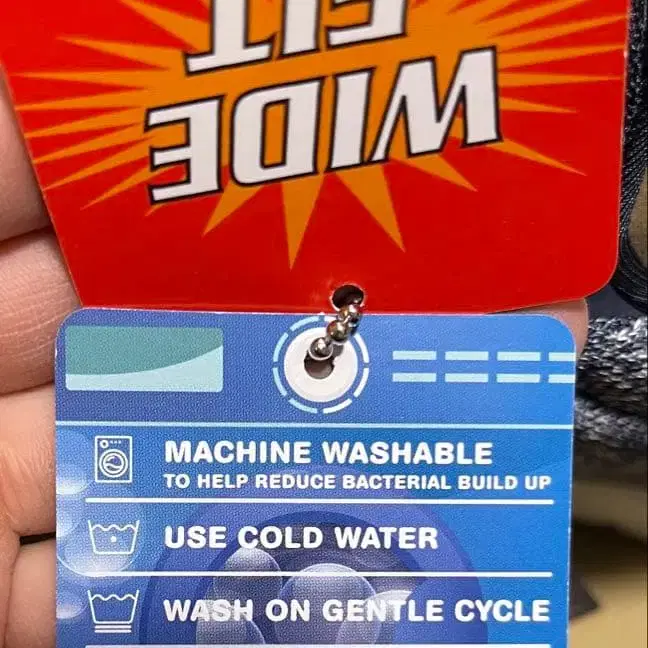 WIDE
FIT
MACHINE WASHABLE
TO HELP REDUCE BACTERIAL BUILD UP
USE COLD WATER
WASH ON GENTLE CYCLE